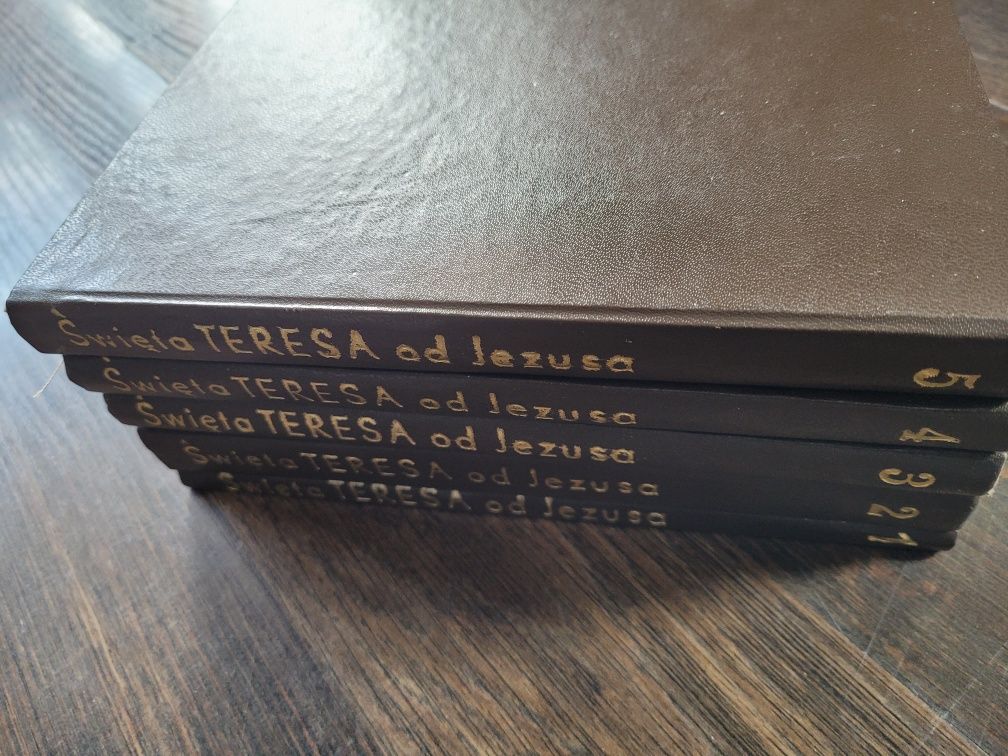 Święta TERESA od Jezusa 5
Święta TERESA od Jezusa 4
Święta TERESA od Jezusa 3
Święta TERESA od Jezusa 2
Święta TERESA od Jezusa 1